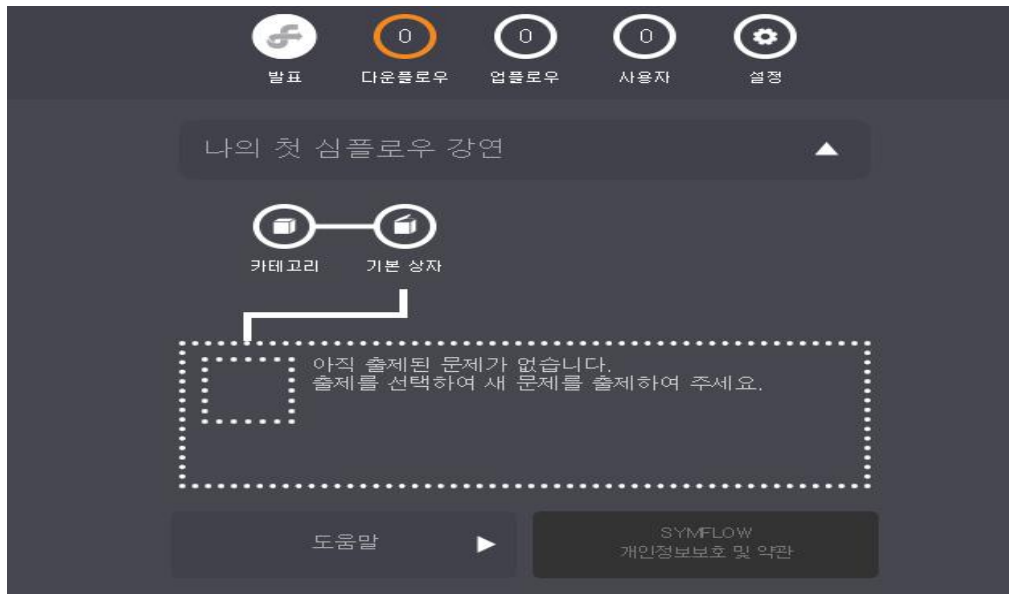 0
0
0
발표
다운플로우
업플로우
사용자
설정
나의 첫 심플로우 강연
카테고리
기본 상자
아직 출제된 문제가 없습니다.
출제를 선택하여 새 문제를 출제하여 주세요.
도움말
SYMFLOW
개인정보보호 및 약관